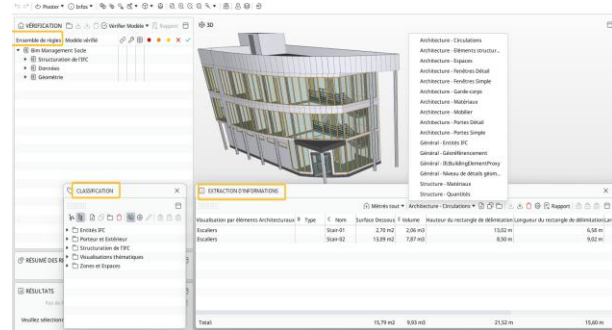 Pivoter Infos
VÉRIFICATION Vérifier Modèle Rapport 3D
Ensemble de règles Modèle vérifié
Bim Management Socle
Structuration de l'IFC
Données
Géométrie
Architecture - Circulations
Architecture - Eléments structur...
Architecture - Espaces
Architecture - Fenêtres Détail
Architecture - Fenêtres Simple
Architecture - Garde-corps
Architecture - Matériaux
Architecture - Mobilier
Architecture - Portes Détail
Architecture - Portes Simple
Général - Entités IFC
Général - Géoréférencement
Général - IfcBuildingElementProxy
Général - Niveau de détails géom...
Structure - Matériaux
Structure - Quantités
CLASSIFICATION
Entités IFC
Porteur et Extérieur
Structuration de l'IFC
Visualisations thématiques
Zones et Espaces
EXTRACTION D'INFORMATIONS
Métrés tout Architecture - Circulations Rapport
Visualisation par éléments Architecturaux Type Nom Surface Dessous Volume Hauteur du rectangle de délimitation Longueur du rectangle de délimitation
Escaliers Stair-01 2,70 m2 2,06 m3 13,02 m 6,58 m
Escaliers Stair-02 13,09 m2 7,87 m3 8,50 m 9,02 m
Total: 15,79 m2 9,93 m3 21,52 m 15,60 m
RÉSUMÉ DES
RÉSULTATS
Veuillez sélection